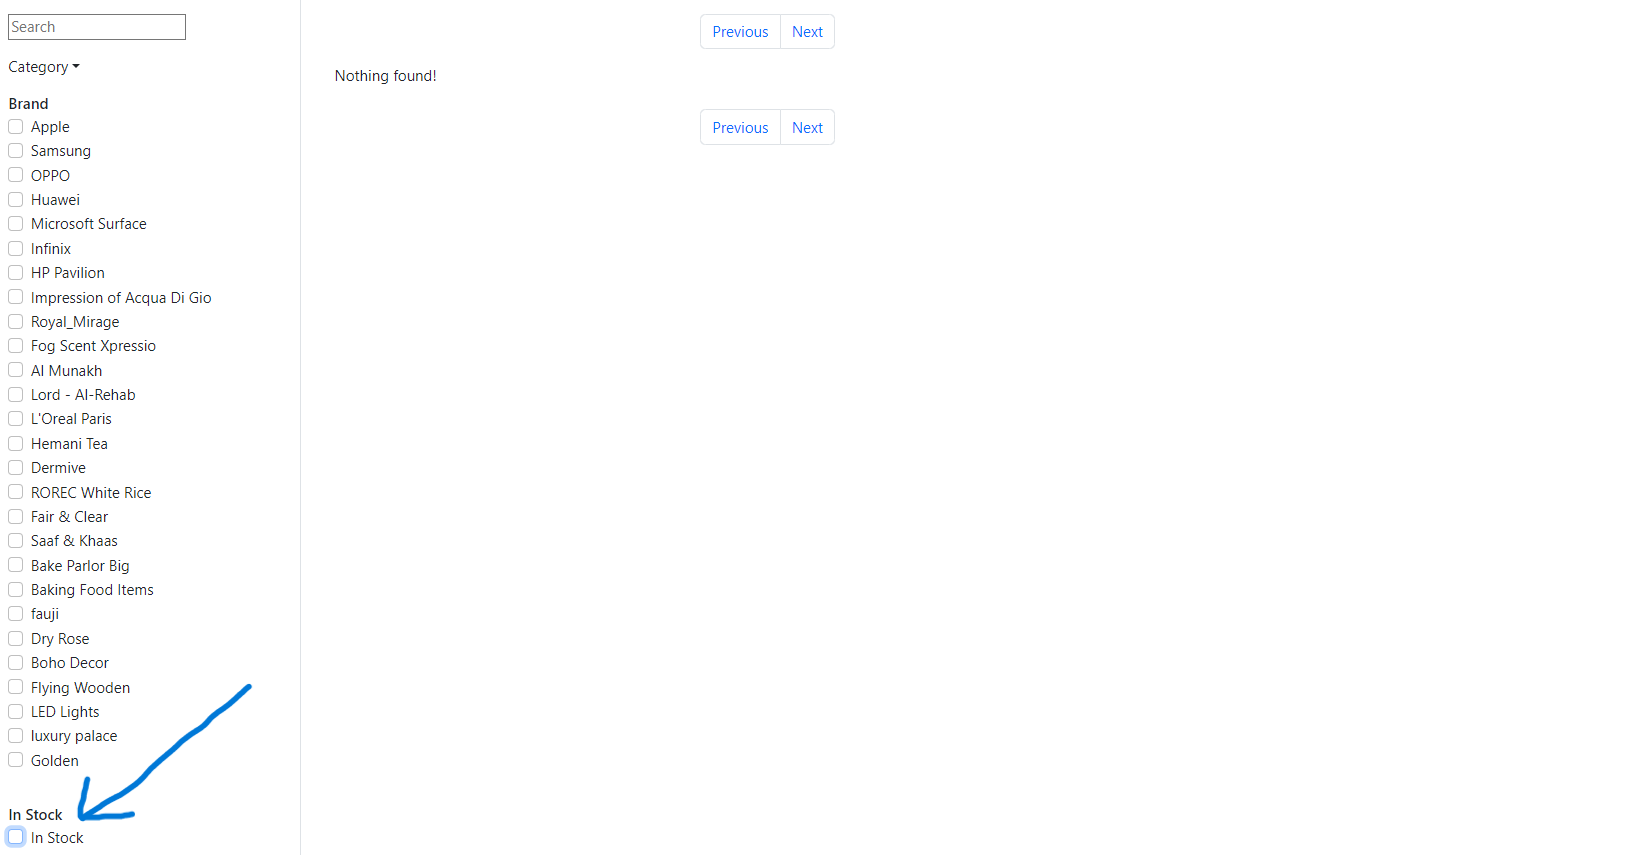 Search
Category
Brand
Apple
Samsung
OPPO
Huawei
Microsoft Surface
Infinix
HP Pavilion
Impression of Acqua Di Gio
Royal_Mirage
Fog Scent Xpressio
Al Munakh
Lord - Al-Rehab
L'Oreal Paris
Hemani Tea
Dermive
ROREC White Rice
Fair & Clear
Saaf & Khaas
Bake Parlor Big
Baking Food Items
fauji
Dry Rose
Boho Decor
Flying Wooden
LED Lights
luxury palace
Golden
In Stock
In Stock
Previous Next
Nothing found!
Previous Next